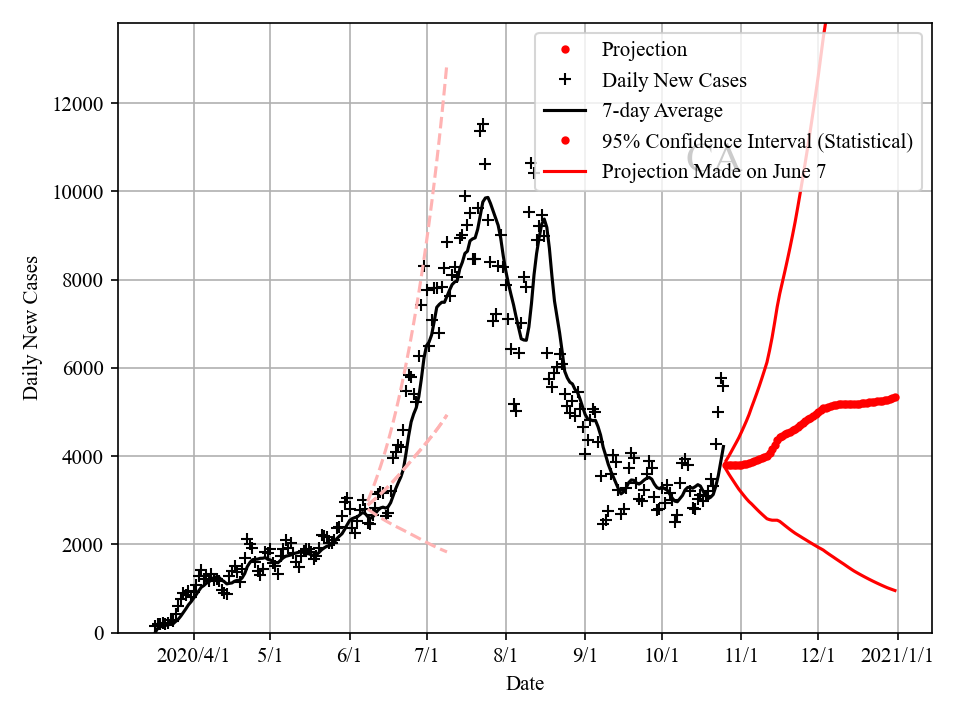 Projection
Daily New Cases
7-day Average
95% Confidence Interval (Statistical)
CA
Projection Made on June 7
12000
10000
8000
6000
4000
2000
0
Daily New Cases
2020/4/1 5/1 6/1 7/1 8/1 9/1 10/1 11/1 12/1 2021/1/1
Date